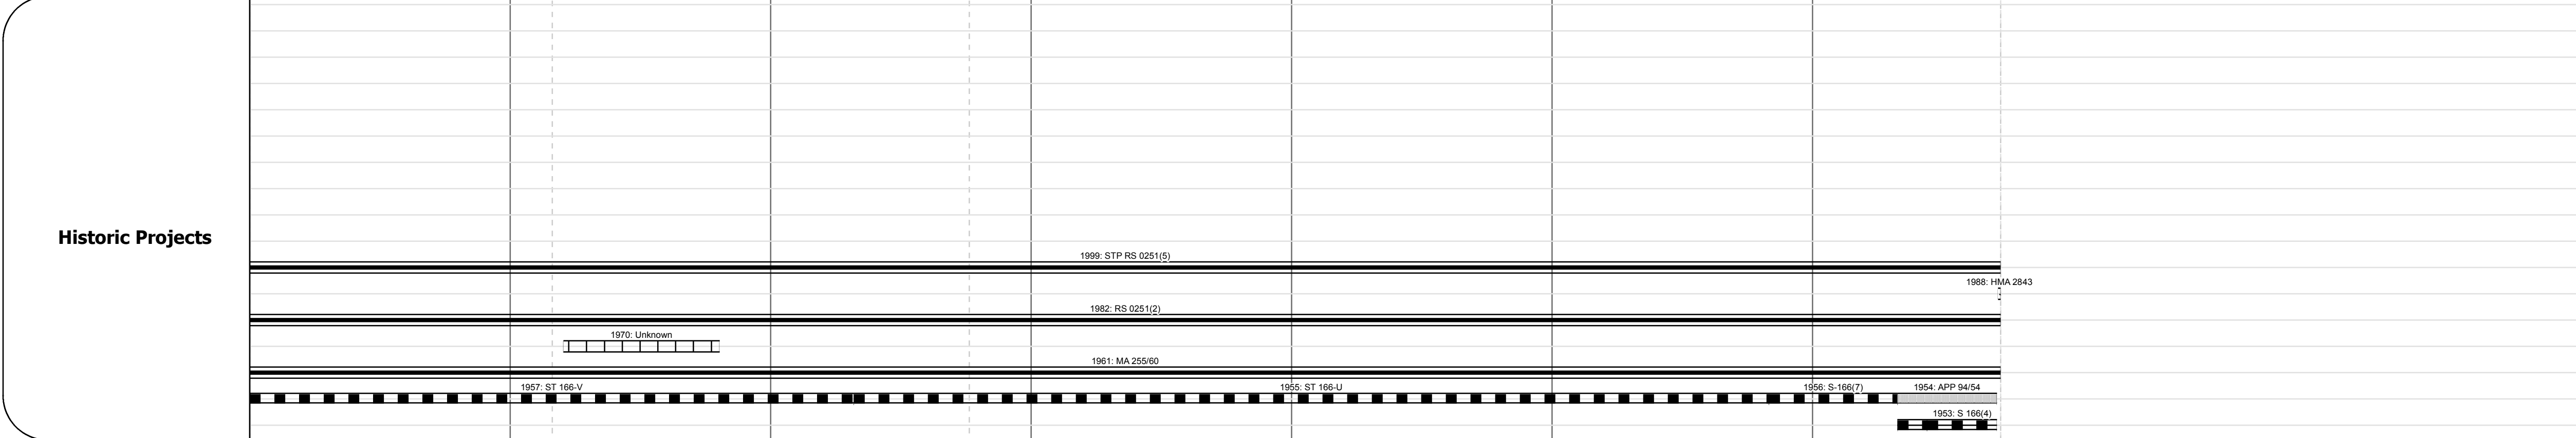 Historic Projects
1999: STP RS 0251(5)
1988: HMA 2843
1982: RS 0251(2)
1970: Unknown
1961: MA 255/60
1957: ST 166-V
1955: ST 166-U
1956: S-166(7)
1954: APP 94/54
1953: S 166(4)